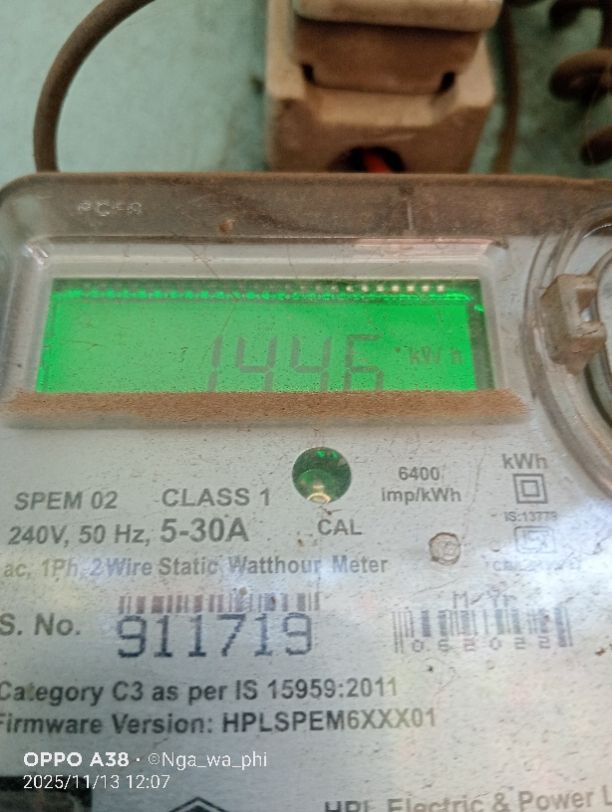 1446 kWh
SPEM 02 CLASS 1
6400
imp/kWh
kWh
240V, 50 Hz, 5-30A
CAL
IS:13779
ac, 1Ph, 2Wire Static Watthour Meter
S. No. 911719
M/Yr
062022
Category C3 as per IS 15959:2011
Firmware Version: HPLSPEM6XXX01
OPPO A38 · ©Nga_wa_phi
2025/11/13 12:07
HPL Electric & Power